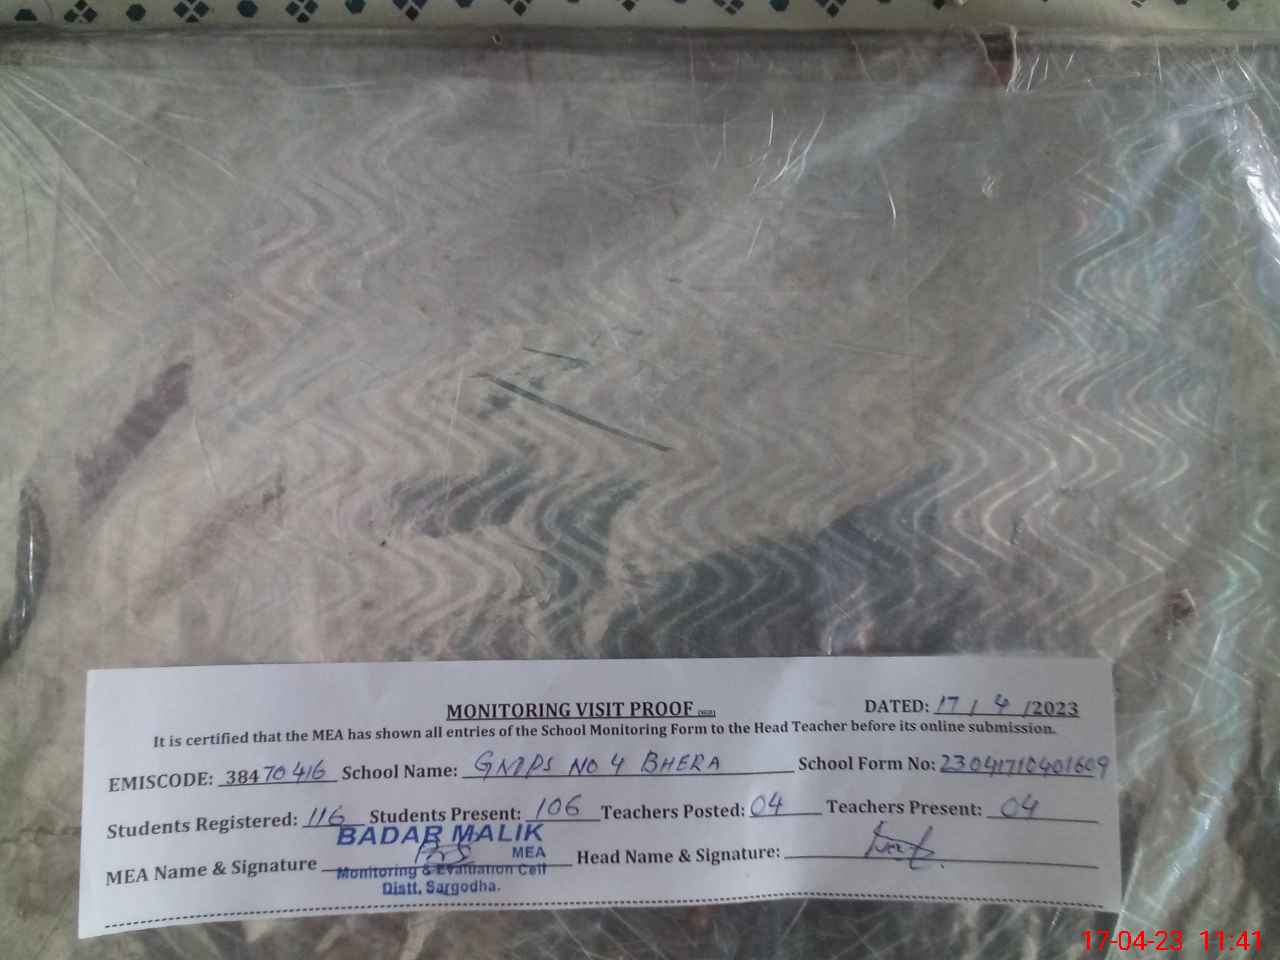 MONITORING VISIT PROOF
DATED: 17 / 4 /2023
It is certified that the MEA has shown all entries of the School Monitoring Form to the Head Teacher before its online submission.
EMISCODE: 38470416 School Name: GMPS NO 4 BHERA School Form No: 23041710401609
Students Registered: 116 Students Present: 106 Teachers Posted: 04 Teachers Present: 04
BADAR MALIK
MEA
MEA Name & Signature Head Name & Signature:
Monitoring & Evaluation Cell
Distt. Sargodha.
17-04-23 11:41